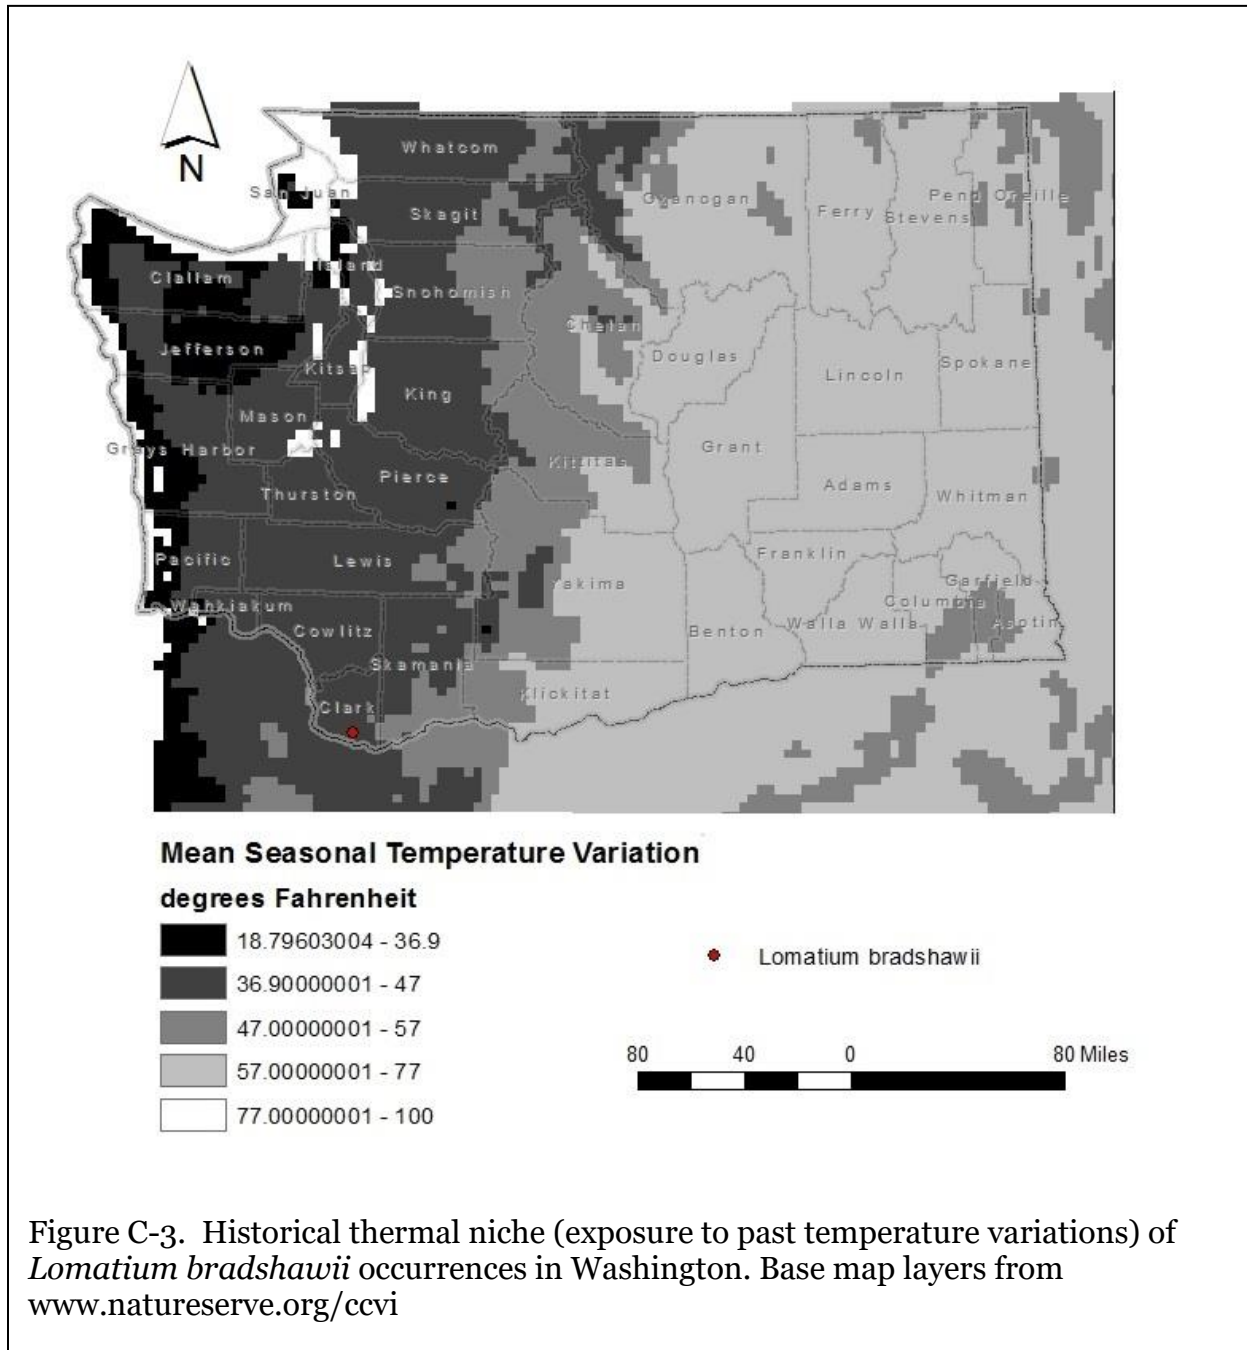 N
Whatcom
San Juan
Skagit
Okanogan
Ferry
Stevens
Pend Oreille
Clallam
Island
Snohomish
Chelan
Jefferson
Kitsap
Douglas
Lincoln
Spokane
King
Mason
Grays Harbor
Grant
Kittitas
Pierce
Thurston
Adams
Whitman
Pacific
Lewis
Franklin
Yakima
Garfield
Columbia
Wahkiakum
Cowlitz
Benton
Walla Walla
Asotin
Skamania
Klickitat
Clark
Mean Seasonal Temperature Variation
degrees Fahrenheit
18.79603004 - 36.9
36.90000001 - 47
47.00000001 - 57
57.00000001 - 77
77.00000001 - 100
Lomatium bradshawii
80 40 0 80 Miles
Figure C-3. Historical thermal niche (exposure to past temperature variations) of
Lomatium bradshawii occurrences in Washington. Base map layers from
www.natureserve.org/ccvi